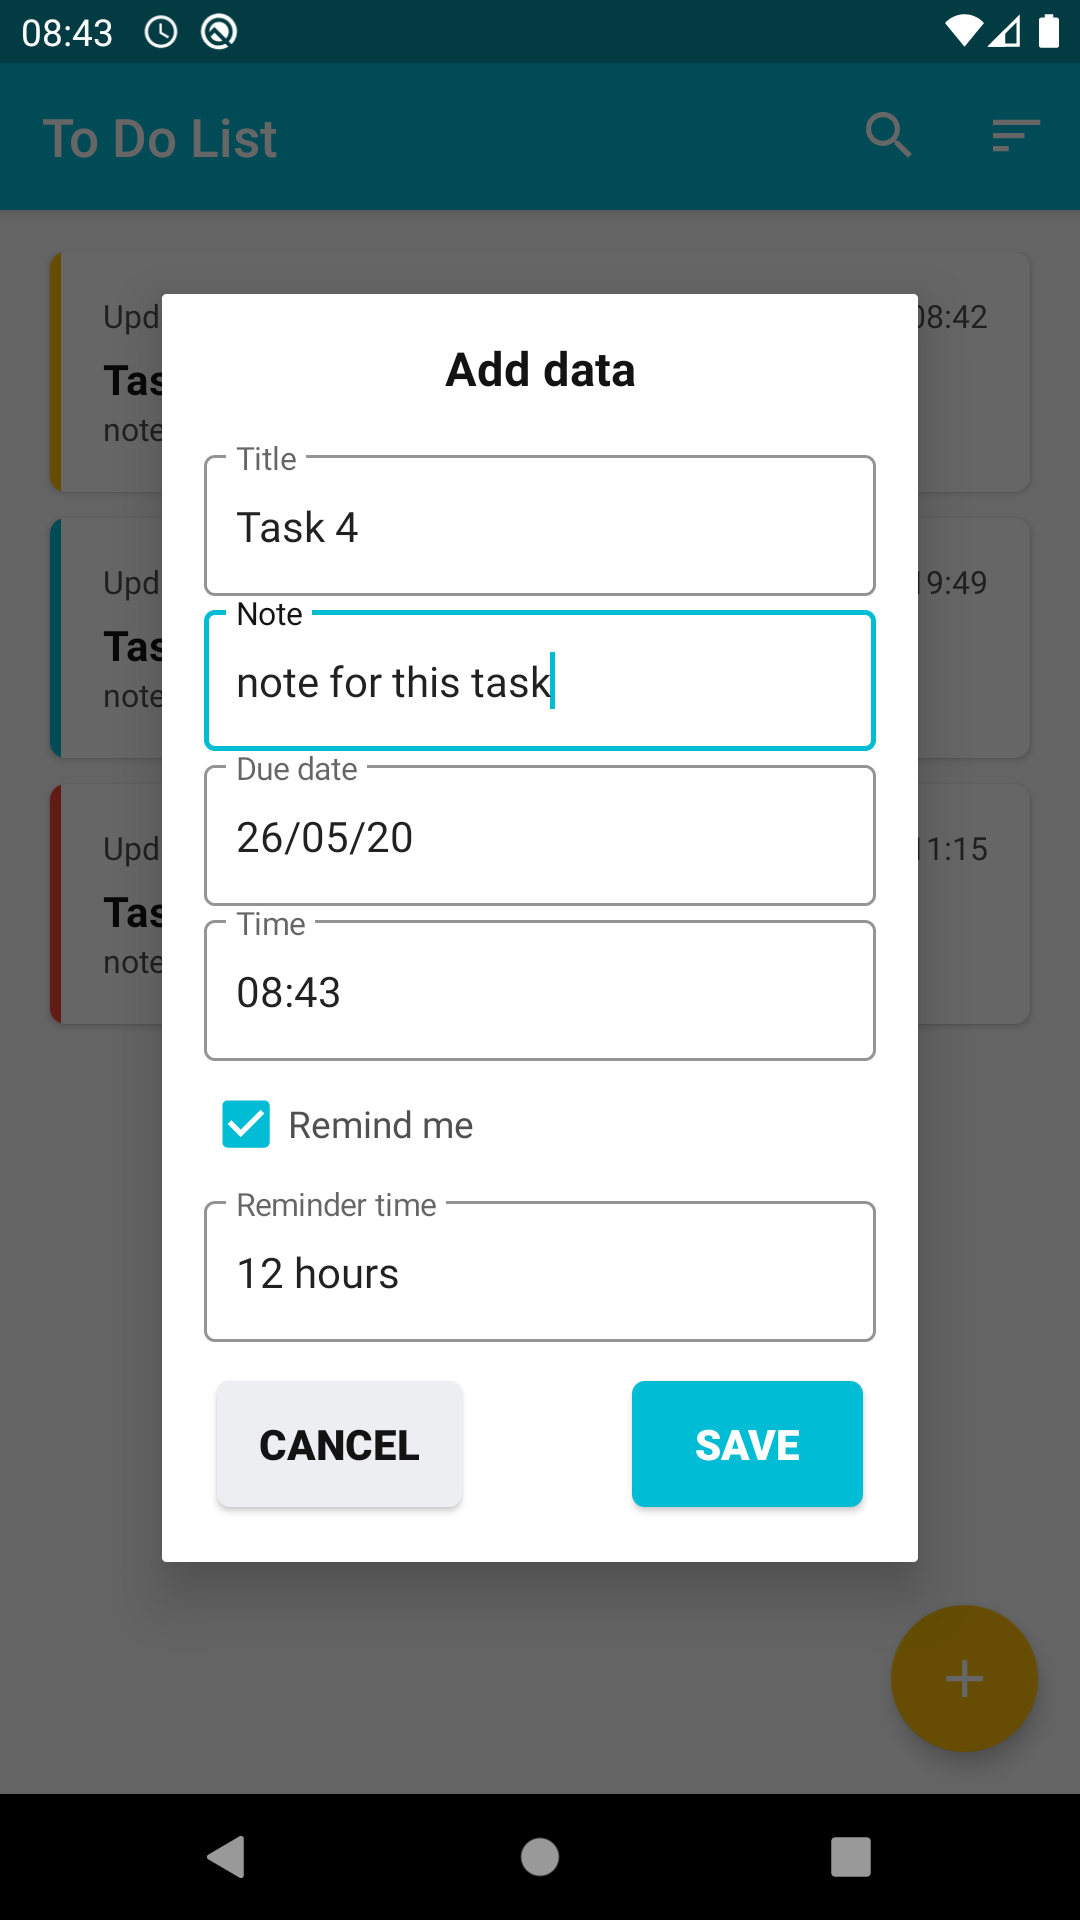 08:43
To Do List
Upd 08:42
Tas
note
Upd 19:49
Tas
note
Upd 11:15
Tas
note
Add data
Title
Task 4
Note
note for this task
Due date
26/05/20
Time
08:43
Remind me
Reminder time
12 hours
CANCEL SAVE